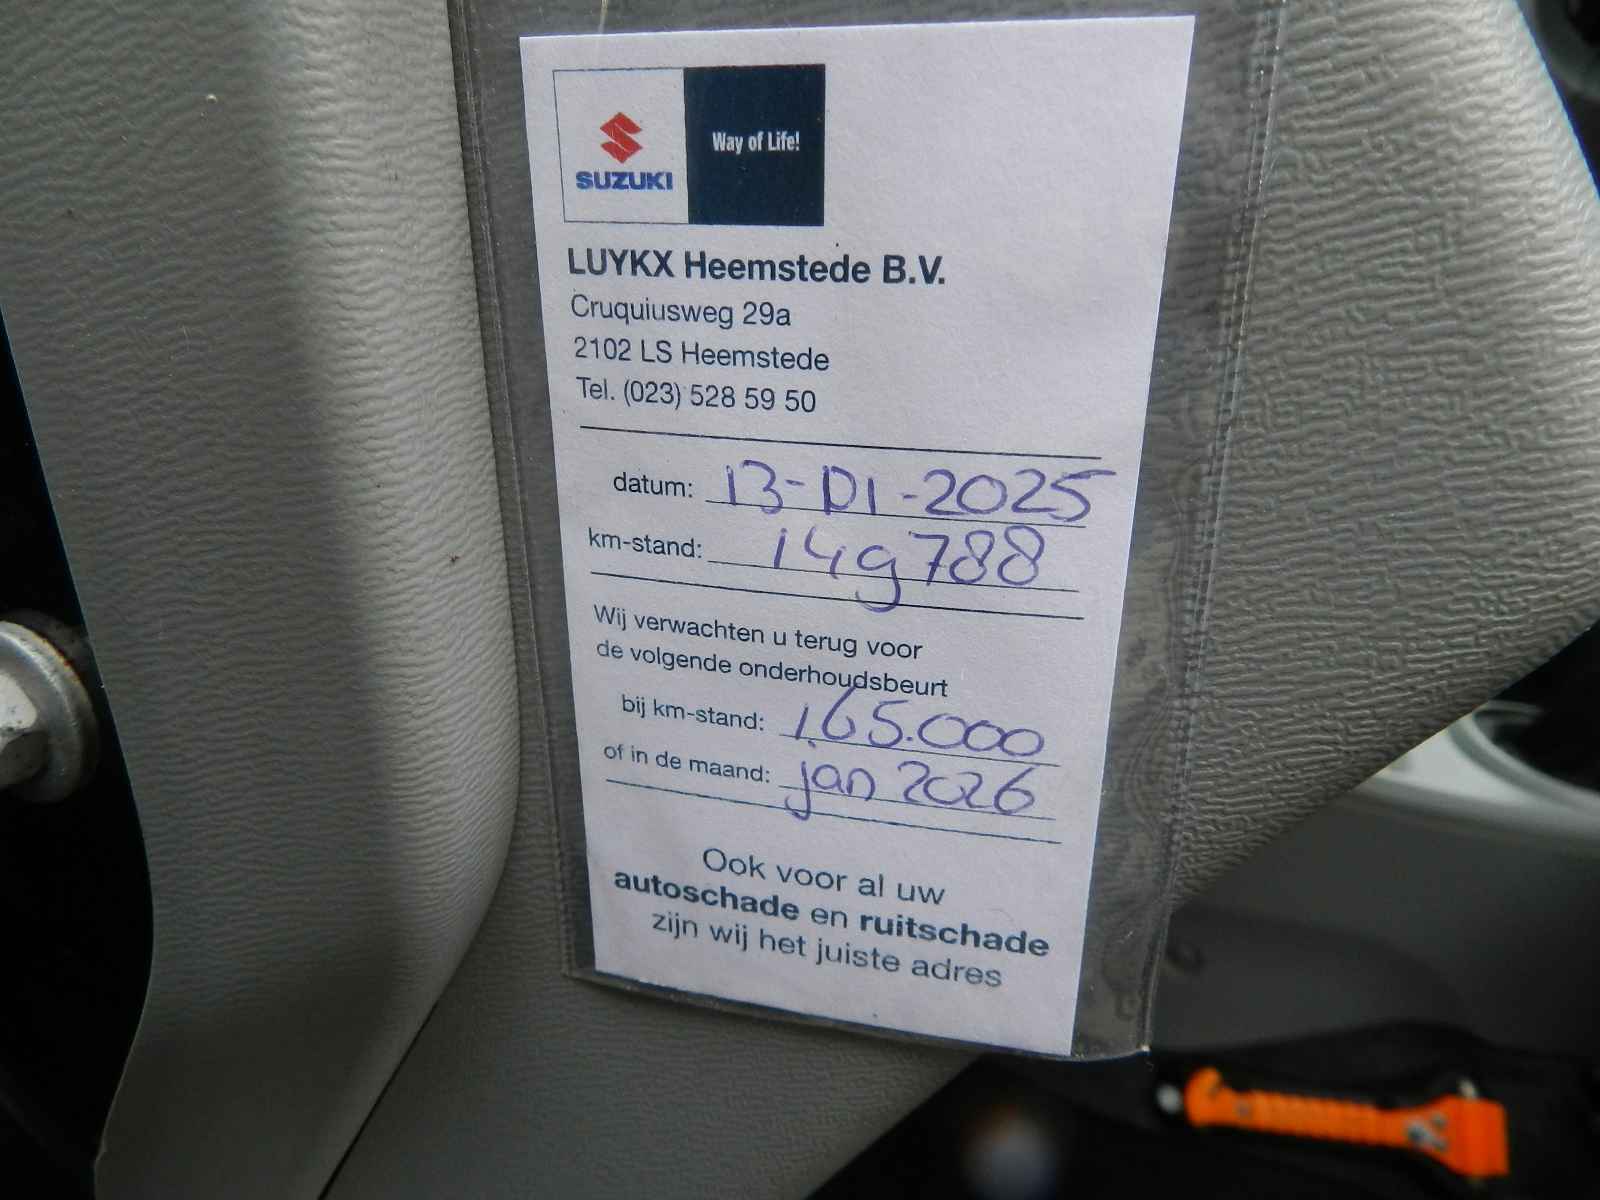 SUZUKI
Way of Life!
LUYKX Heemstede B.V.
Cruquiusweg 29a
2102 LS Heemstede
Tel. (023) 528 59 50
datum: 13-01-2025
km-stand: 149788
Wij verwachten u terug voor
de volgende onderhoudsbeurt
bij km-stand: 165.000
of in de maand: jan 2026
Ook voor al uw
autoschade en ruitschade
zijn wij het juiste adres